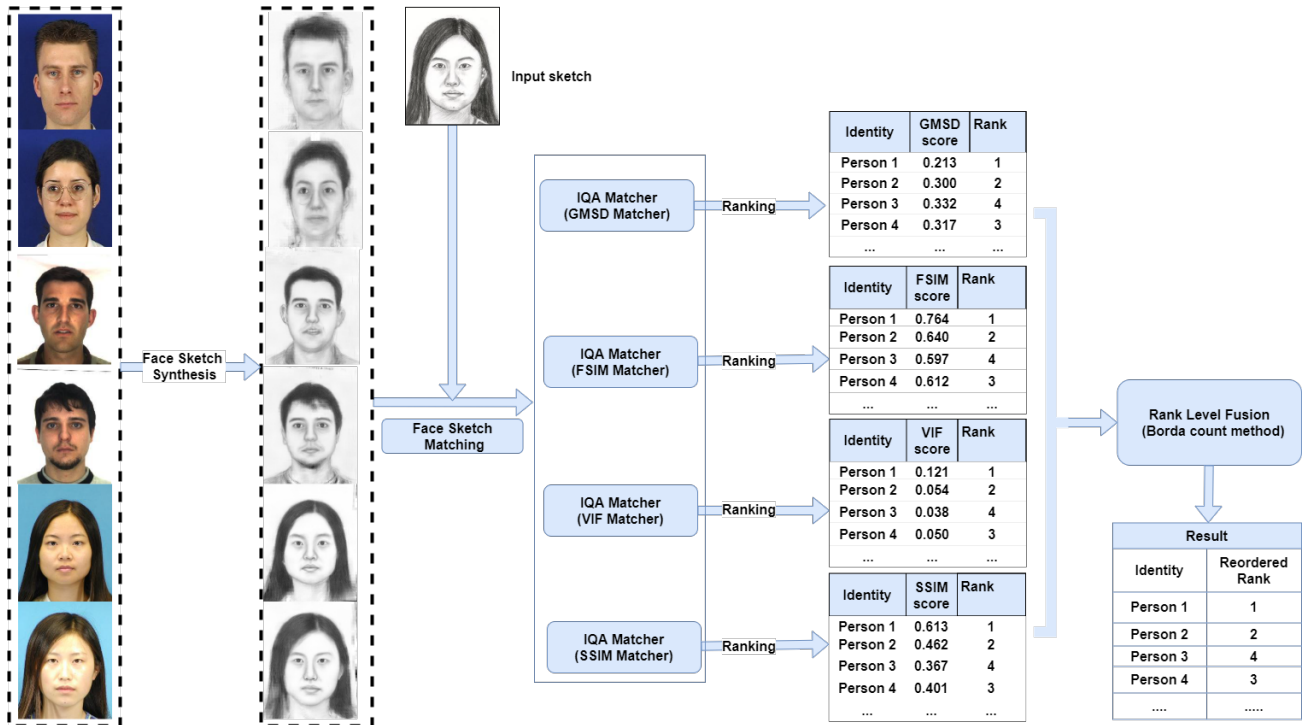 Input sketch
Face Sketch
Synthesis
Face Sketch
Matching
IQA Matcher
(GMSD Matcher)
Ranking
IQA Matcher
(FSIM Matcher)
Ranking
IQA Matcher
(VIF Matcher)
Ranking
IQA Matcher
(SSIM Matcher)
Ranking
Identity GMSD score Rank
Person 1 0.213 1
Person 2 0.300 2
Person 3 0.332 4
Person 4 0.317 3
... ... ...
Identity FSIM score Rank
Person 1 0.764 1
Person 2 0.640 2
Person 3 0.597 4
Person 4 0.612 3
... ... ...
Identity VIF score Rank
Person 1 0.121 1
Person 2 0.054 2
Person 3 0.038 4
Person 4 0.050 3
... ... ...
Identity SSIM score Rank
Person 1 0.613 1
Person 2 0.462 2
Person 3 0.367 4
Person 4 0.401 3
... ... ...
Rank Level Fusion
(Borda count method)
Result
Identity Reordered Rank
Person 1 1
Person 2 2
Person 3 4
Person 4 3
.... .....